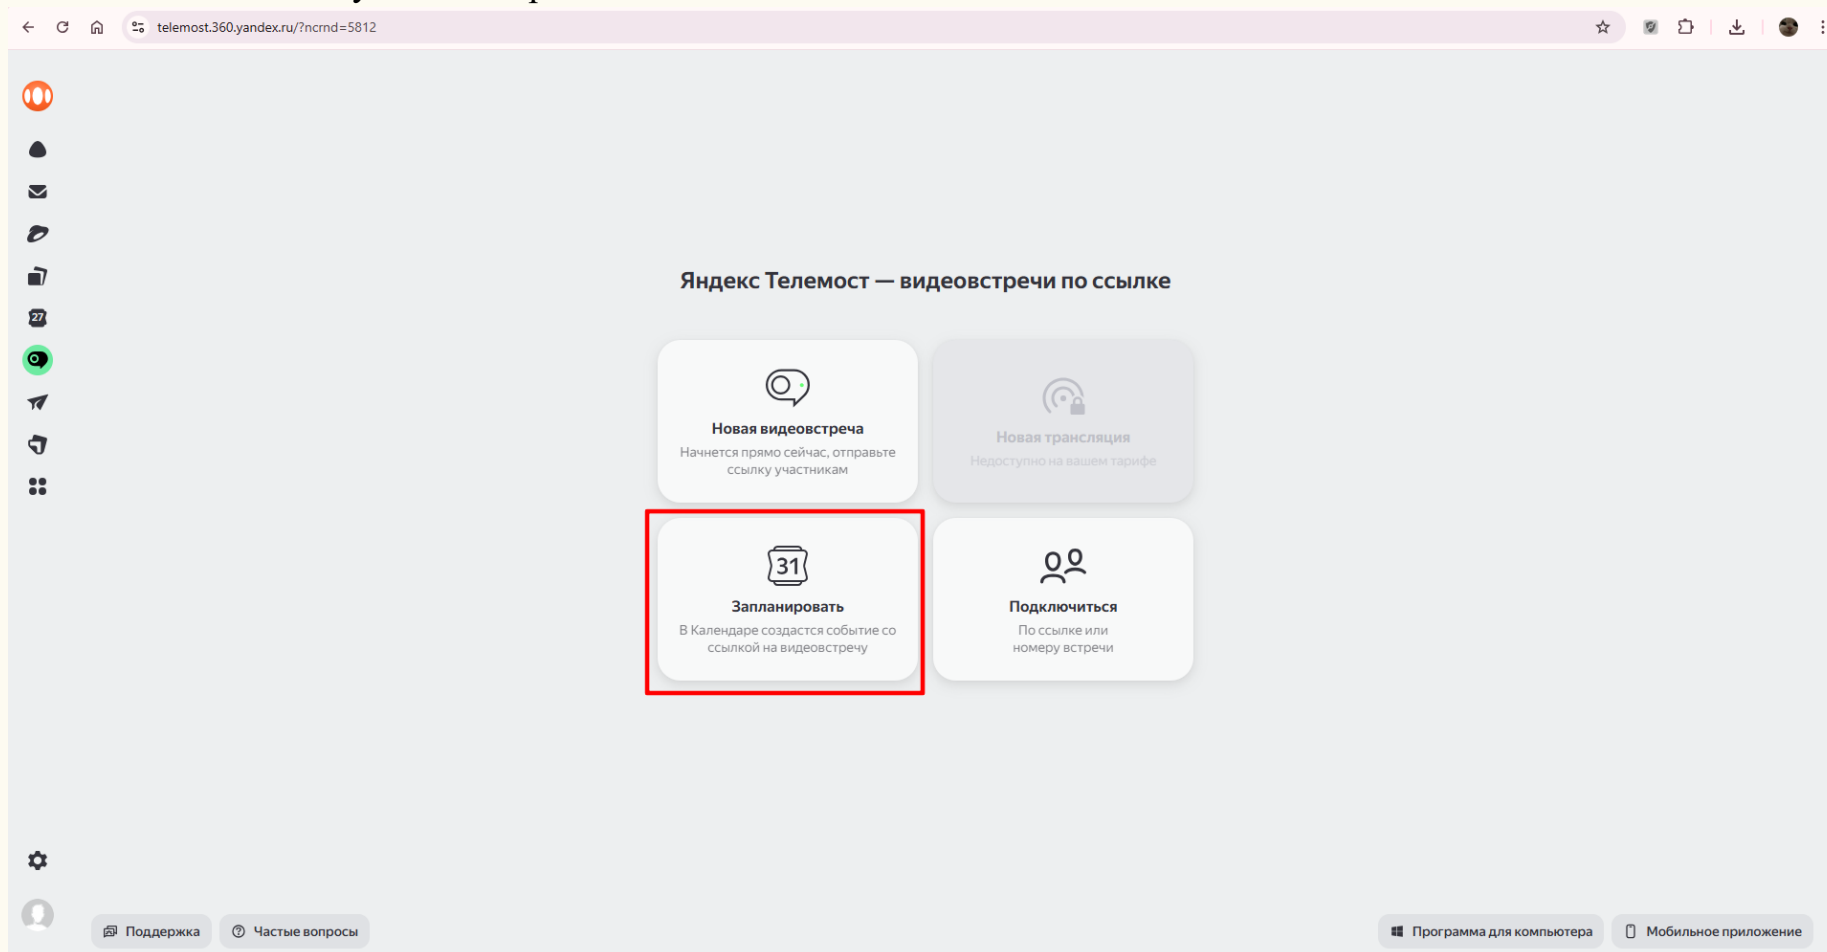 telemost.360.yandex.ru/?ncrnd=5812
27
Яндекс Телемост — видеовстречи по ссылке
Новая видеовстреча
Начнется прямо сейчас, отправьте
ссылку участникам
Новая трансляция
Недоступно на вашем тарифе
31
Запланировать
В Календаре создастся событие со
ссылкой на видеовстречу
Подключиться
По ссылке или
номеру встречи
Поддержка
Частые вопросы
Программа для компьютера
Мобильное приложение